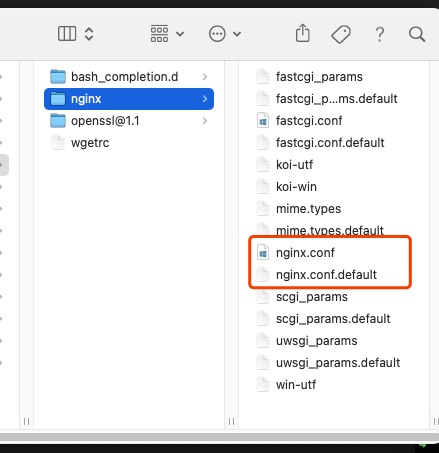 bash_completion.d
nginx
openssl@1.1
wgetrc
fastcgi_params
fastcgi_p...ms.default
fastcgi.conf
fastcgi.conf.default
koi-utf
koi-win
mime.types
mime.types.default
nginx.conf
nginx.conf.default
scgi_params
scgi_params.default
uwsgi_params
uwsgi_params.default
win-utf